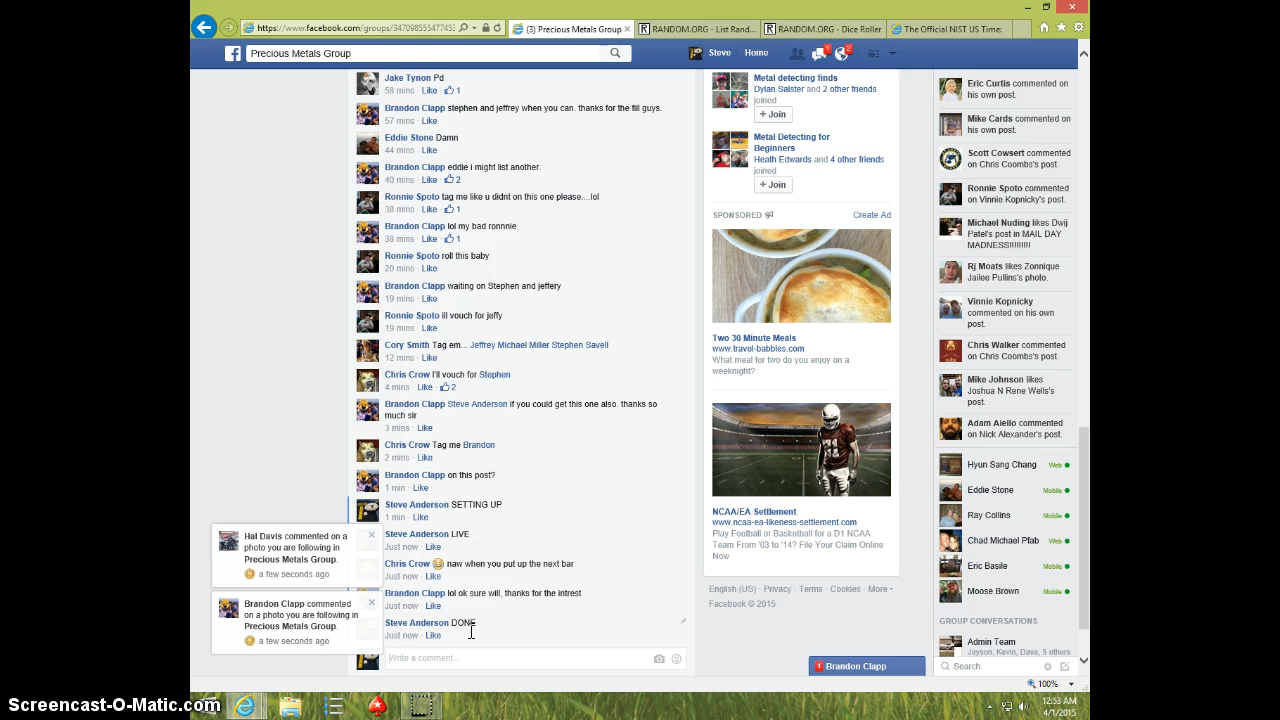 https://www.facebook.com/groups/34709855547745
(3) Precious Metals Group
RANDOM.ORG - List Rand...
RANDOM.ORG - Dice Roller
The Official NIST US Time:
Precious Metals Group
Steve
Home
1
2
Jake Tynon Pd
58 mins · Like · 1
Brandon Clapp stephen and jeffrey when you can. thanks for the fill guys.
57 mins · Like
Eddie Stone Damn
44 mins · Like
Brandon Clapp eddie i might list another.
40 mins · Like · 2
Ronnie Spoto tag me like u didnt on this one please....lol
38 mins · Like · 1
Brandon Clapp lol my bad ronnnie
38 mins · Like · 1
Ronnie Spoto roll this baby
20 mins · Like
Brandon Clapp waiting on Stephen and jeffery
19 mins · Like
Ronnie Spoto ill vouch for jeffy
19 mins · Like
Cory Smith Tag em... Jeffrey Michael Miller Stephen Savell
12 mins · Like
Chris Crow I'll vouch for Stephen
4 mins · Like · 2
Brandon Clapp Steve Anderson if you could get this one also. thanks so
much sir
3 mins · Like
Chris Crow Tag me Brandon
2 mins · Like
Brandon Clapp on this post?
1 min · Like
Steve Anderson SETTING UP
1 min · Like
Steve Anderson LIVE
Just now · Like
Chris Crow naw when you put up the next bar
Just now · Like
Brandon Clapp lol ok sure will, thanks for the intrest
Just now · Like
Steve Anderson DONE
Just now · Like
Write a comment...
Hal Davis commented on a
photo you are following in
Precious Metals Group.
a few seconds ago
Brandon Clapp commented
on a photo you are following in
Precious Metals Group.
a few seconds ago
Metal detecting finds
Dylan Salster and 2 other friends
joined
+ Join
Metal Detecting for
Beginners
Heath Edwards and 4 other friends
joined
+ Join
SPONSORED
Create Ad
Two 30 Minute Meals
www.travel-babbles.com
What meal for two do you enjoy on a
weeknight?
NCAA/EA Settlement
www.ncaa-ea-likeness-settlement.com
Play Football or Basketball for a D1 NCAA
Team From '03 to '14? File Your Claim Online
Now
English (US) · Privacy · Terms · Cookies · More
Facebook © 2015
1 Brandon Clapp
Eric Curtis commented on
his own post.
Mike Cards commented on
his own post.
Scott Cowsert commented
on Chris Coombs's post.
Ronnie Spoto commented
on Vinnie Kopnicky's post.
Michael Nuding likes Dwij
Patel's post in MAIL DAY
MADNESS!!!!!!!!!
Rj Moats likes Zonnique
Jailee Pullins's photo.
Vinnie Kopnicky
commented on his own
post.
Chris Walker commented
on Chris Coombs's post.
Mike Johnson likes
Joshua N Rene Wells's
post.
Adam Aiello commented
on Nick Alexander's post.
Hyun Sang Chang Web
Eddie Stone Mobile
Ray Collins Mobile
Chad Michael Pfab Web
Eric Basile Mobile
Moose Brown Mobile
GROUP CONVERSATIONS
Admin Team
Jayson, Kevin, Dave, 5 others
Search
100%
12:53 AM
4/1/2015
Screencast-O-Matic.com